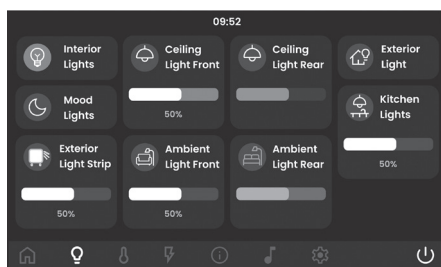 09:52
Interior
Lights
Ceiling
Light Front
50%
Ceiling
Light Rear
Exterior
Light
Mood
Lights
Kitchen
Lights
50%
Exterior
Light Strip
50%
Ambient
Light Front
50%
Ambient
Light Rear